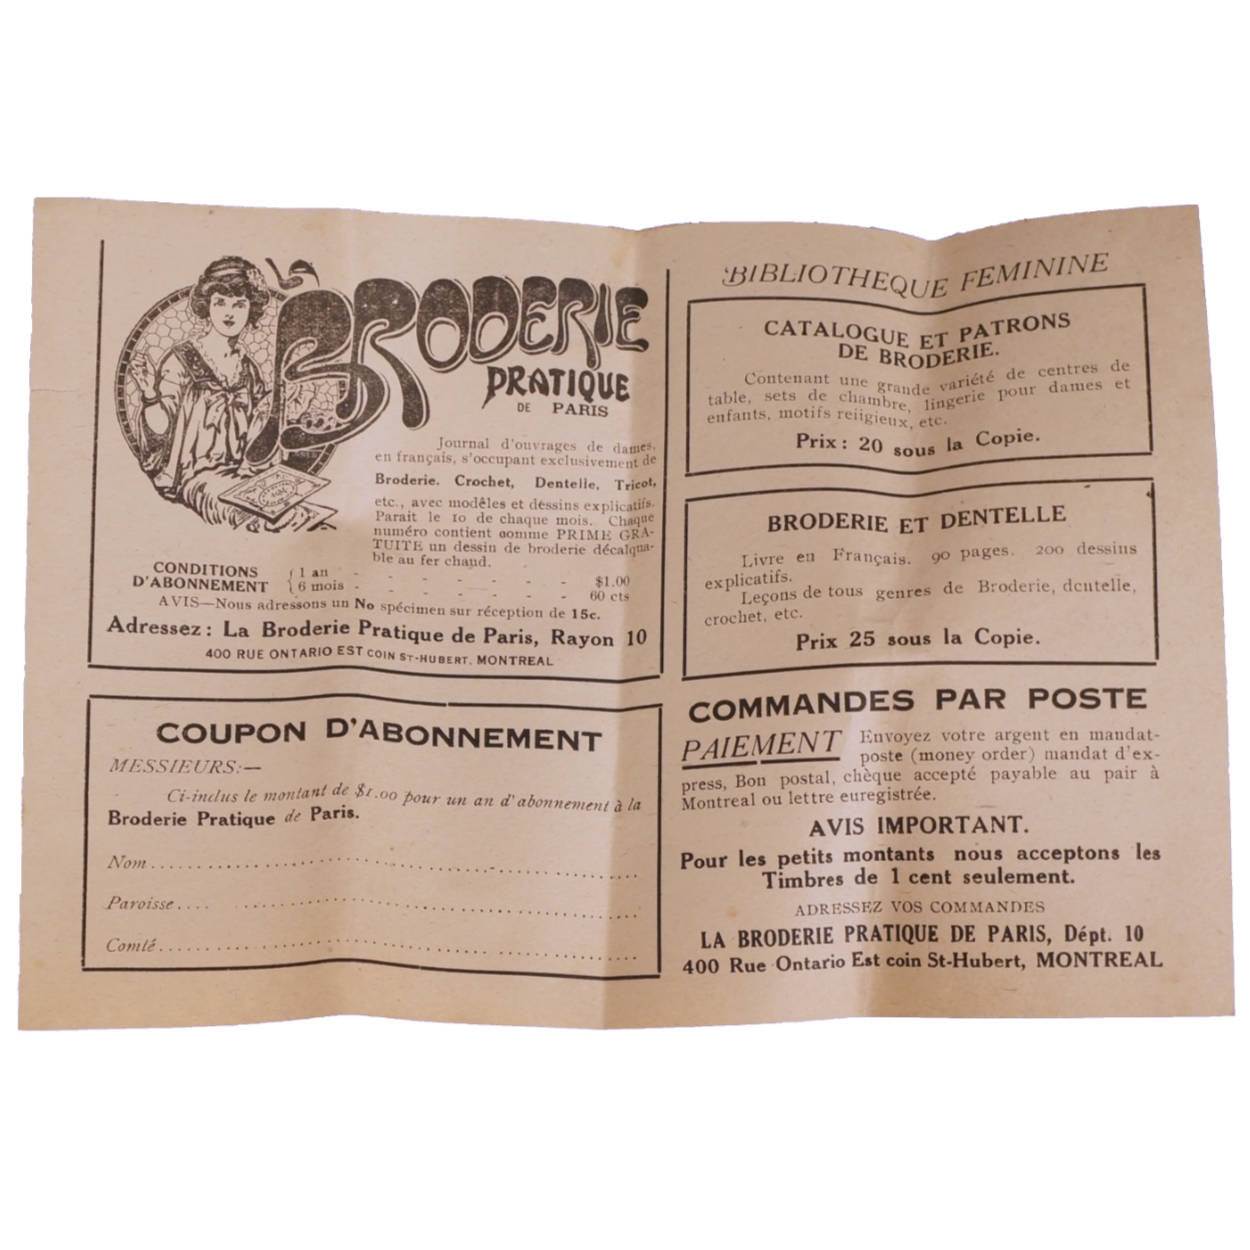 LA BRODERIE
PRATIQUE
DE PARIS
Journal d'ouvrages de dames,
en français, s'occupant exclusivement de
Broderie. Crochet, Dentelle, Tricot,
etc., avec modêles et dessins explicatifs.
Parait le 10 de chaque mois. Chaque
numéro contient oomme PRIME GRA-
TUITE un dessin de broderie décalqua-
ble au fer chaud.
CONDITIONS D'ABONNEMENT
1 an - - - - - - $1.00
6 mois - - - - - - 60 cts
AVIS—Nous adressons un No spécimen sur réception de 15c.
Adressez: La Broderie Pratique de Paris, Rayon 10
400 RUE ONTARIO EST COIN ST-HUBERT, MONTREAL
COUPON D'ABONNEMENT
MESSIEURS:—
Ci-inclus le montant de $1.00 pour un an d'abonnement à la
Broderie Pratique de Paris.
Nom
Paroisse
Comté
BIBLIOTHEQUE FEMININE
CATALOGUE ET PATRONS
DE BRODERIE.
Contenant une grande variété de centres de
table, sets de chambre, lingerie pour dames et
enfants, motifs reiigieux, etc.
Prix: 20 sous la Copie.
BRODERIE ET DENTELLE
Livre en Français. 90 pages. 200 dessins
explicatifs.
Leçons de tous genres de Broderie, dentelle,
crochet, etc.
Prix 25 sous la Copie.
COMMANDES PAR POSTE
PAIEMENT Envoyez votre argent en mandat-
poste (money order) mandat d'ex-
press, Bon postal, chèque accepté payable au pair à
Montreal ou lettre euregistrée.
AVIS IMPORTANT.
Pour les petits montants nous acceptons les
Timbres de 1 cent seulement.
ADRESSEZ VOS COMMANDES
LA BRODERIE PRATIQUE DE PARIS, Dépt. 10
400 Rue Ontario Est coin St-Hubert, MONTREAL